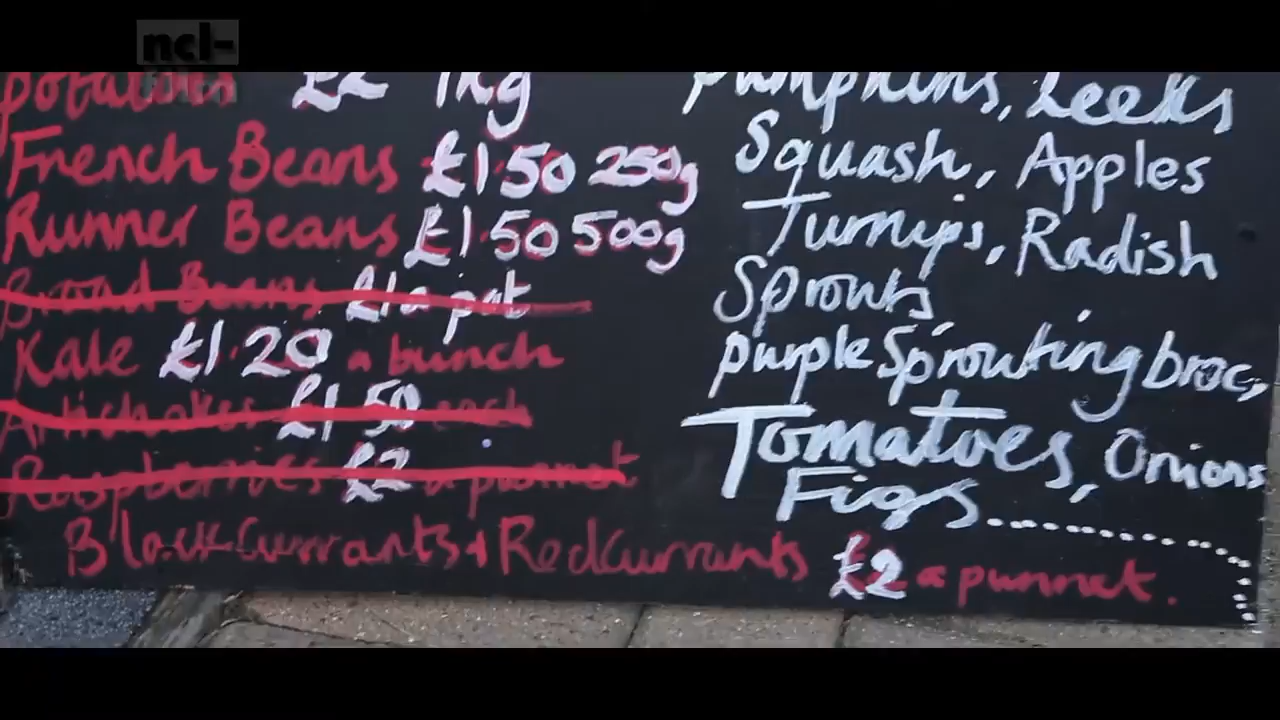 ncl-
film
potatoes £2 1kg
French Beans £1.50 250g
Runner Beans £1.50 500g
Broad Beans £1 a pot
Kale £1.20 a bunch
Artichokes £1.50 each
Raspberries £2 a punnet
Blackcurrants + Redcurrants £2 a punnet.
Pumpkins, Leeks
Squash, Apples
Turnips, Radish
Sprouts,
Purple Sprouting broc,
Tomatoes, Onions
Figs..............